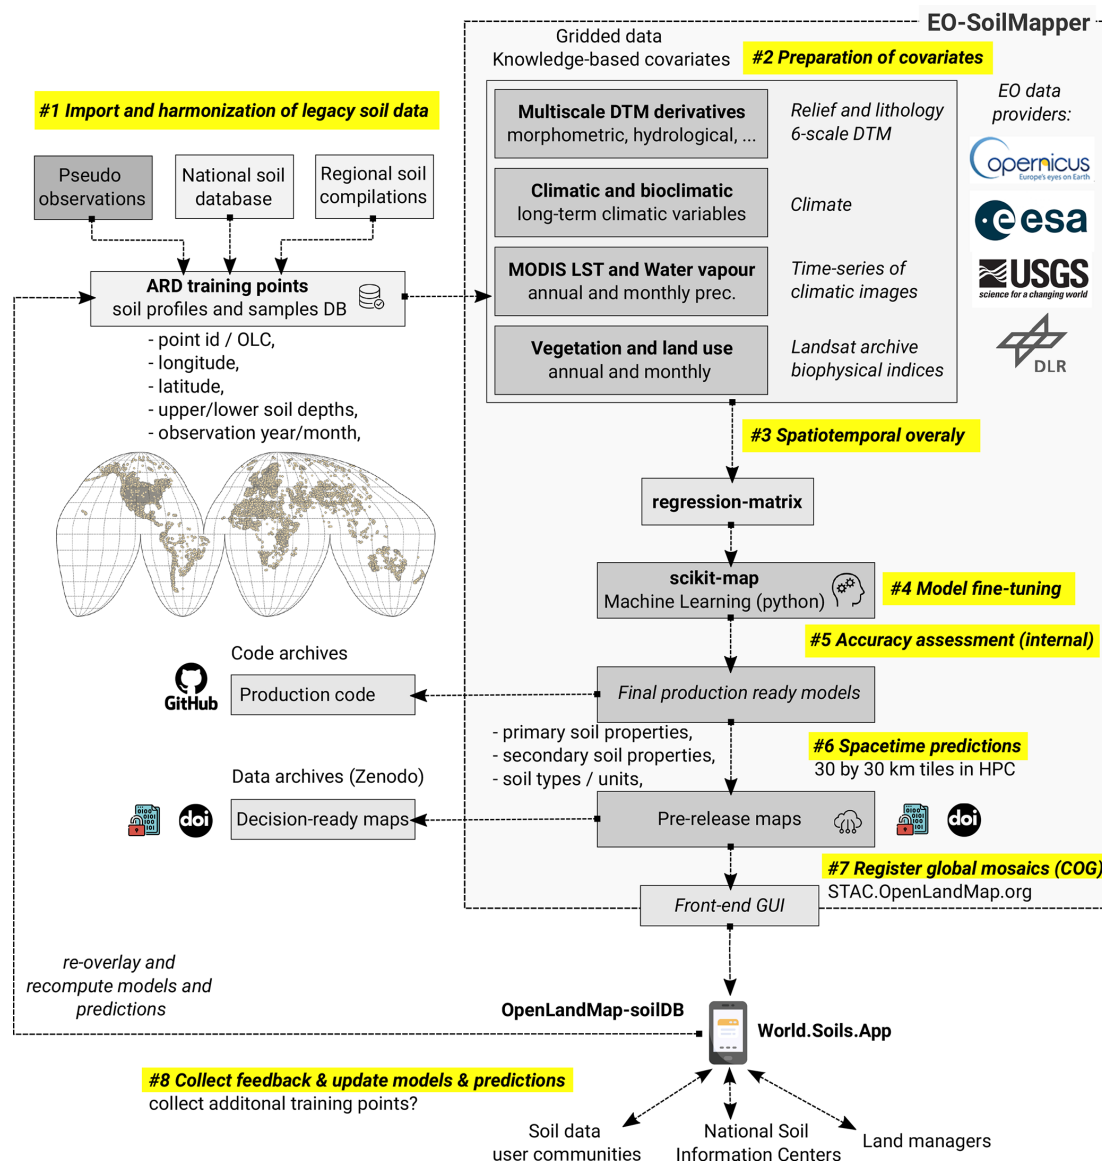 EO-SoilMapper
Gridded data
Knowledge-based covariates
#2 Preparation of covariates
#1 Import and harmonization of legacy soil data
Multiscale DTM derivatives
morphometric, hydrological, ...
Relief and lithology
6-scale DTM
EO data
providers:
Copernicus
Europe's eyes on Earth
Pseudo
observations
National soil
database
Regional soil
compilations
Climatic and bioclimatic
long-term climatic variables
Climate
esa
MODIS LST and Water vapour
annual and monthly prec.
Time-series of
climatic images
USGS
science for a changing world
ARD training points
soil profiles and samples DB
Vegetation and land use
annual and monthly
Landsat archive
biophysical indices
DLR
- point id / OLC,
- longitude,
- latitude,
- upper/lower soil depths,
- observation year/month,
#3 Spatiotemporal overaly
regression-matrix
scikit-map
Machine Learning (python)
#4 Model fine-tuning
#5 Accuracy assessment (internal)
Code archives
GitHub
Production code
Final production ready models
- primary soil properties,
- secondary soil properties,
- soil types / units,
#6 Spacetime predictions
30 by 30 km tiles in HPC
Data archives (Zenodo)
0100
101
100
101
doi
Decision-ready maps
Pre-release maps
0100
101
100
101
doi
#7 Register global mosaics (COG)
STAC.OpenLandMap.org
Front-end GUI
re-overlay and
recompute models and
predictions
OpenLandMap-soilDB
World.Soils.App
#8 Collect feedback & update models & predictions
collect additonal training points?
Soil data
user communities
National Soil
Information Centers
Land managers